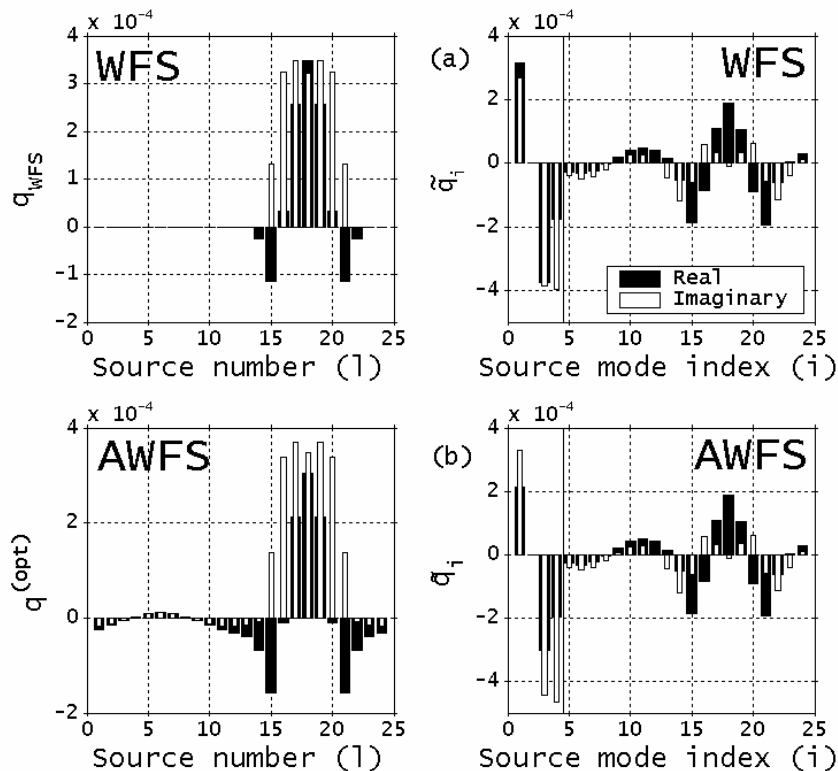 x 10⁻⁴
WFS
4
3
2
1
0
-1
-2
q_WFS
0 5 10 15 20 25
Source number (l)
(a)
x 10⁻⁴
WFS
4
2
0
-2
-4
q̃_i
Real
Imaginary
0 5 10 15 20 25
Source mode index (i)
x 10⁻⁴
AWFS
4
2
0
-2
q^(opt)
0 5 10 15 20 25
Source number (l)
(b)
x 10⁻⁴
AWFS
4
2
0
-2
-4
q̃_i
0 5 10 15 20 25
Source mode index (i)